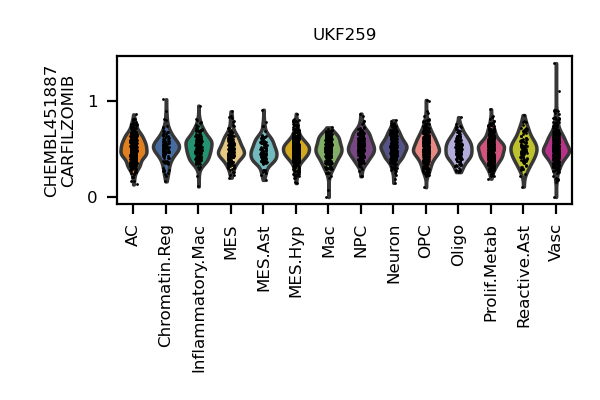 UKF259
CHEMBL451887
CARFILZOMIB
1
0
AC
Chromatin.Reg
Inflammatory.Mac
MES
MES.Ast
MES.Hyp
Mac
NPC
Neuron
OPC
Oligo
Prolif.Metab
Reactive.Ast
Vasc